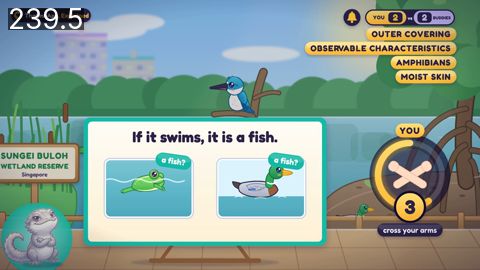 239.5
YOU 2 vs 2 BUDDIES
OUTER COVERING
OBSERVABLE CHARACTERISTICS
AMPHIBIANS
MOIST SKIN
If it swims, it is a fish.
a fish?
a fish?
SUNGEI BULOH
WETLAND RESERVE
Singapore
YOU
3
cross your arms